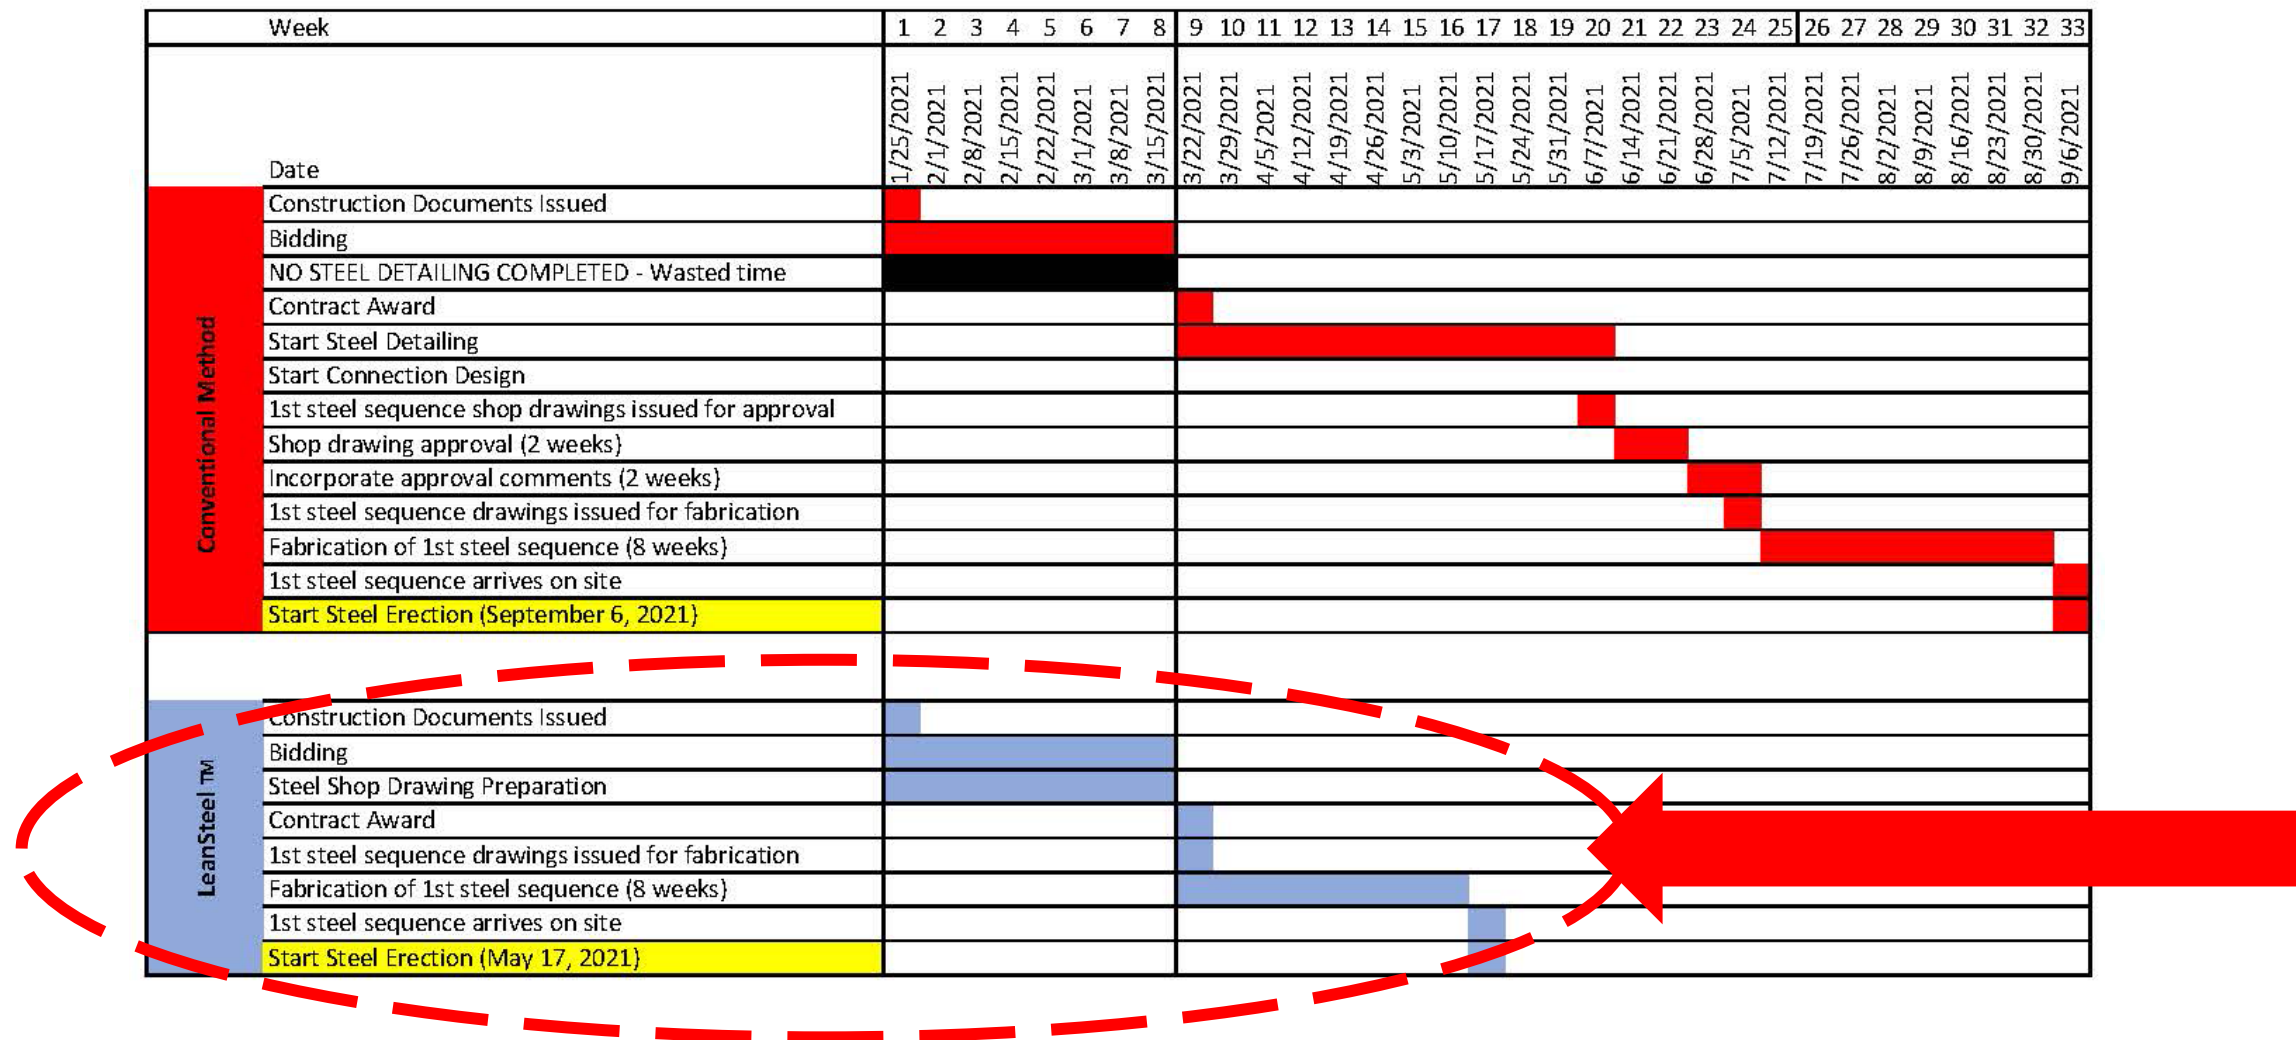 Week 1 2 3 4 5 6 7 8 9 10 11 12 13 14 15 16 17 18 19 20 21 22 23 24 25 26 27 28 29 30 31 32 33
Date 1/25/2021 2/1/2021 2/8/2021 2/15/2021 2/22/2021 3/1/2021 3/8/2021 3/15/2021 3/22/2021 3/29/2021 4/5/2021 4/12/2021 4/19/2021 4/26/2021 5/3/2021 5/10/2021 5/17/2021 5/24/2021 5/31/2021 6/7/2021 6/14/2021 6/21/2021 6/28/2021 7/5/2021 7/12/2021 7/19/2021 7/26/2021 8/2/2021 8/9/2021 8/16/2021 8/23/2021 8/30/2021 9/6/2021
Conventional Method
Construction Documents Issued
Bidding
NO STEEL DETAILING COMPLETED - Wasted time
Contract Award
Start Steel Detailing
Start Connection Design
1st steel sequence shop drawings issued for approval
Shop drawing approval (2 weeks)
Incorporate approval comments (2 weeks)
1st steel sequence drawings issued for fabrication
Fabrication of 1st steel sequence (8 weeks)
1st steel sequence arrives on site
Start Steel Erection (September 6, 2021)
LeanSteel ™
Construction Documents Issued
Bidding
Steel Shop Drawing Preparation
Contract Award
1st steel sequence drawings issued for fabrication
Fabrication of 1st steel sequence (8 weeks)
1st steel sequence arrives on site
Start Steel Erection (May 17, 2021)